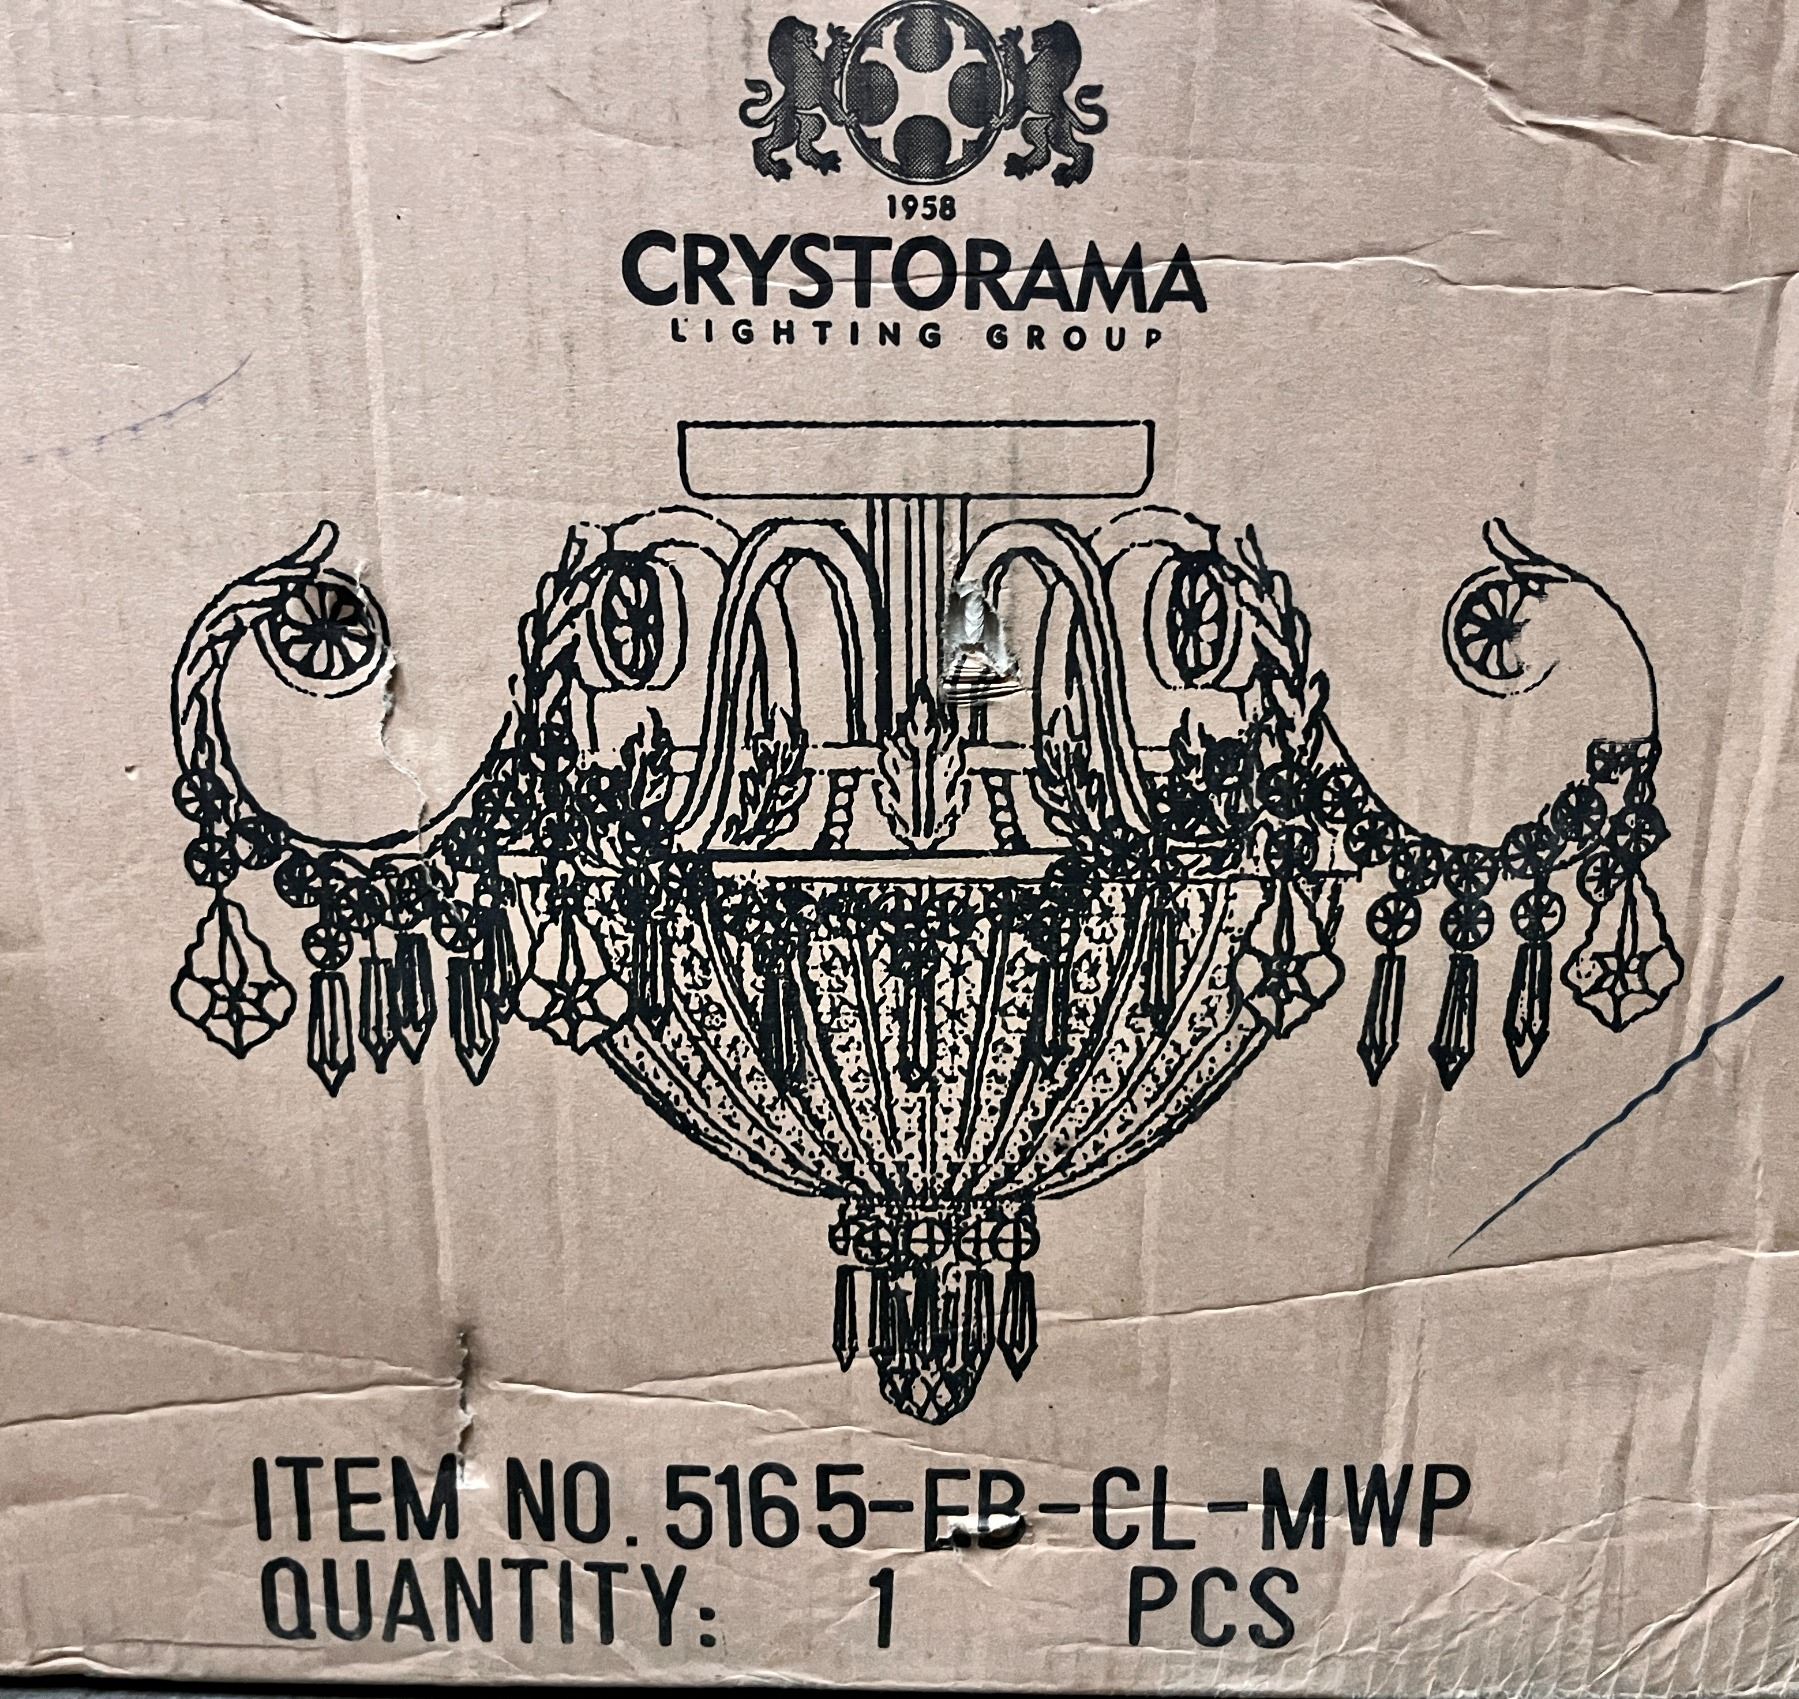 1958
CRYSTORAMA
LIGHTING GROUP
ITEM NO. 5165-EB-CL-MWP
QUANTITY: 1 PCS